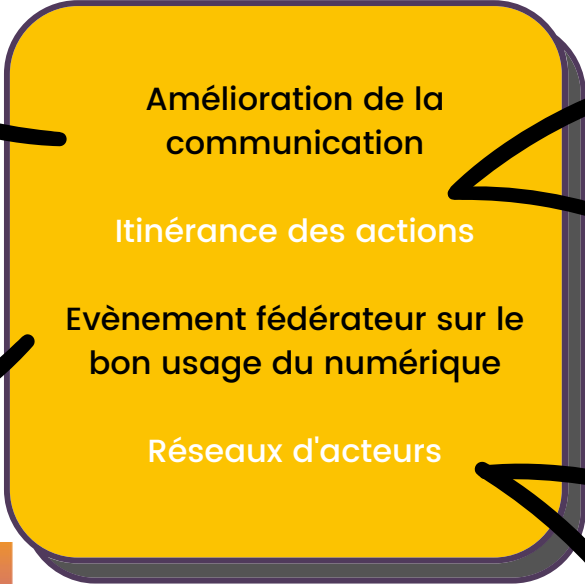 Amélioration de la
communication
Itinérance des actions
Evènement fédérateur sur le
bon usage du numérique
Réseaux d'acteurs